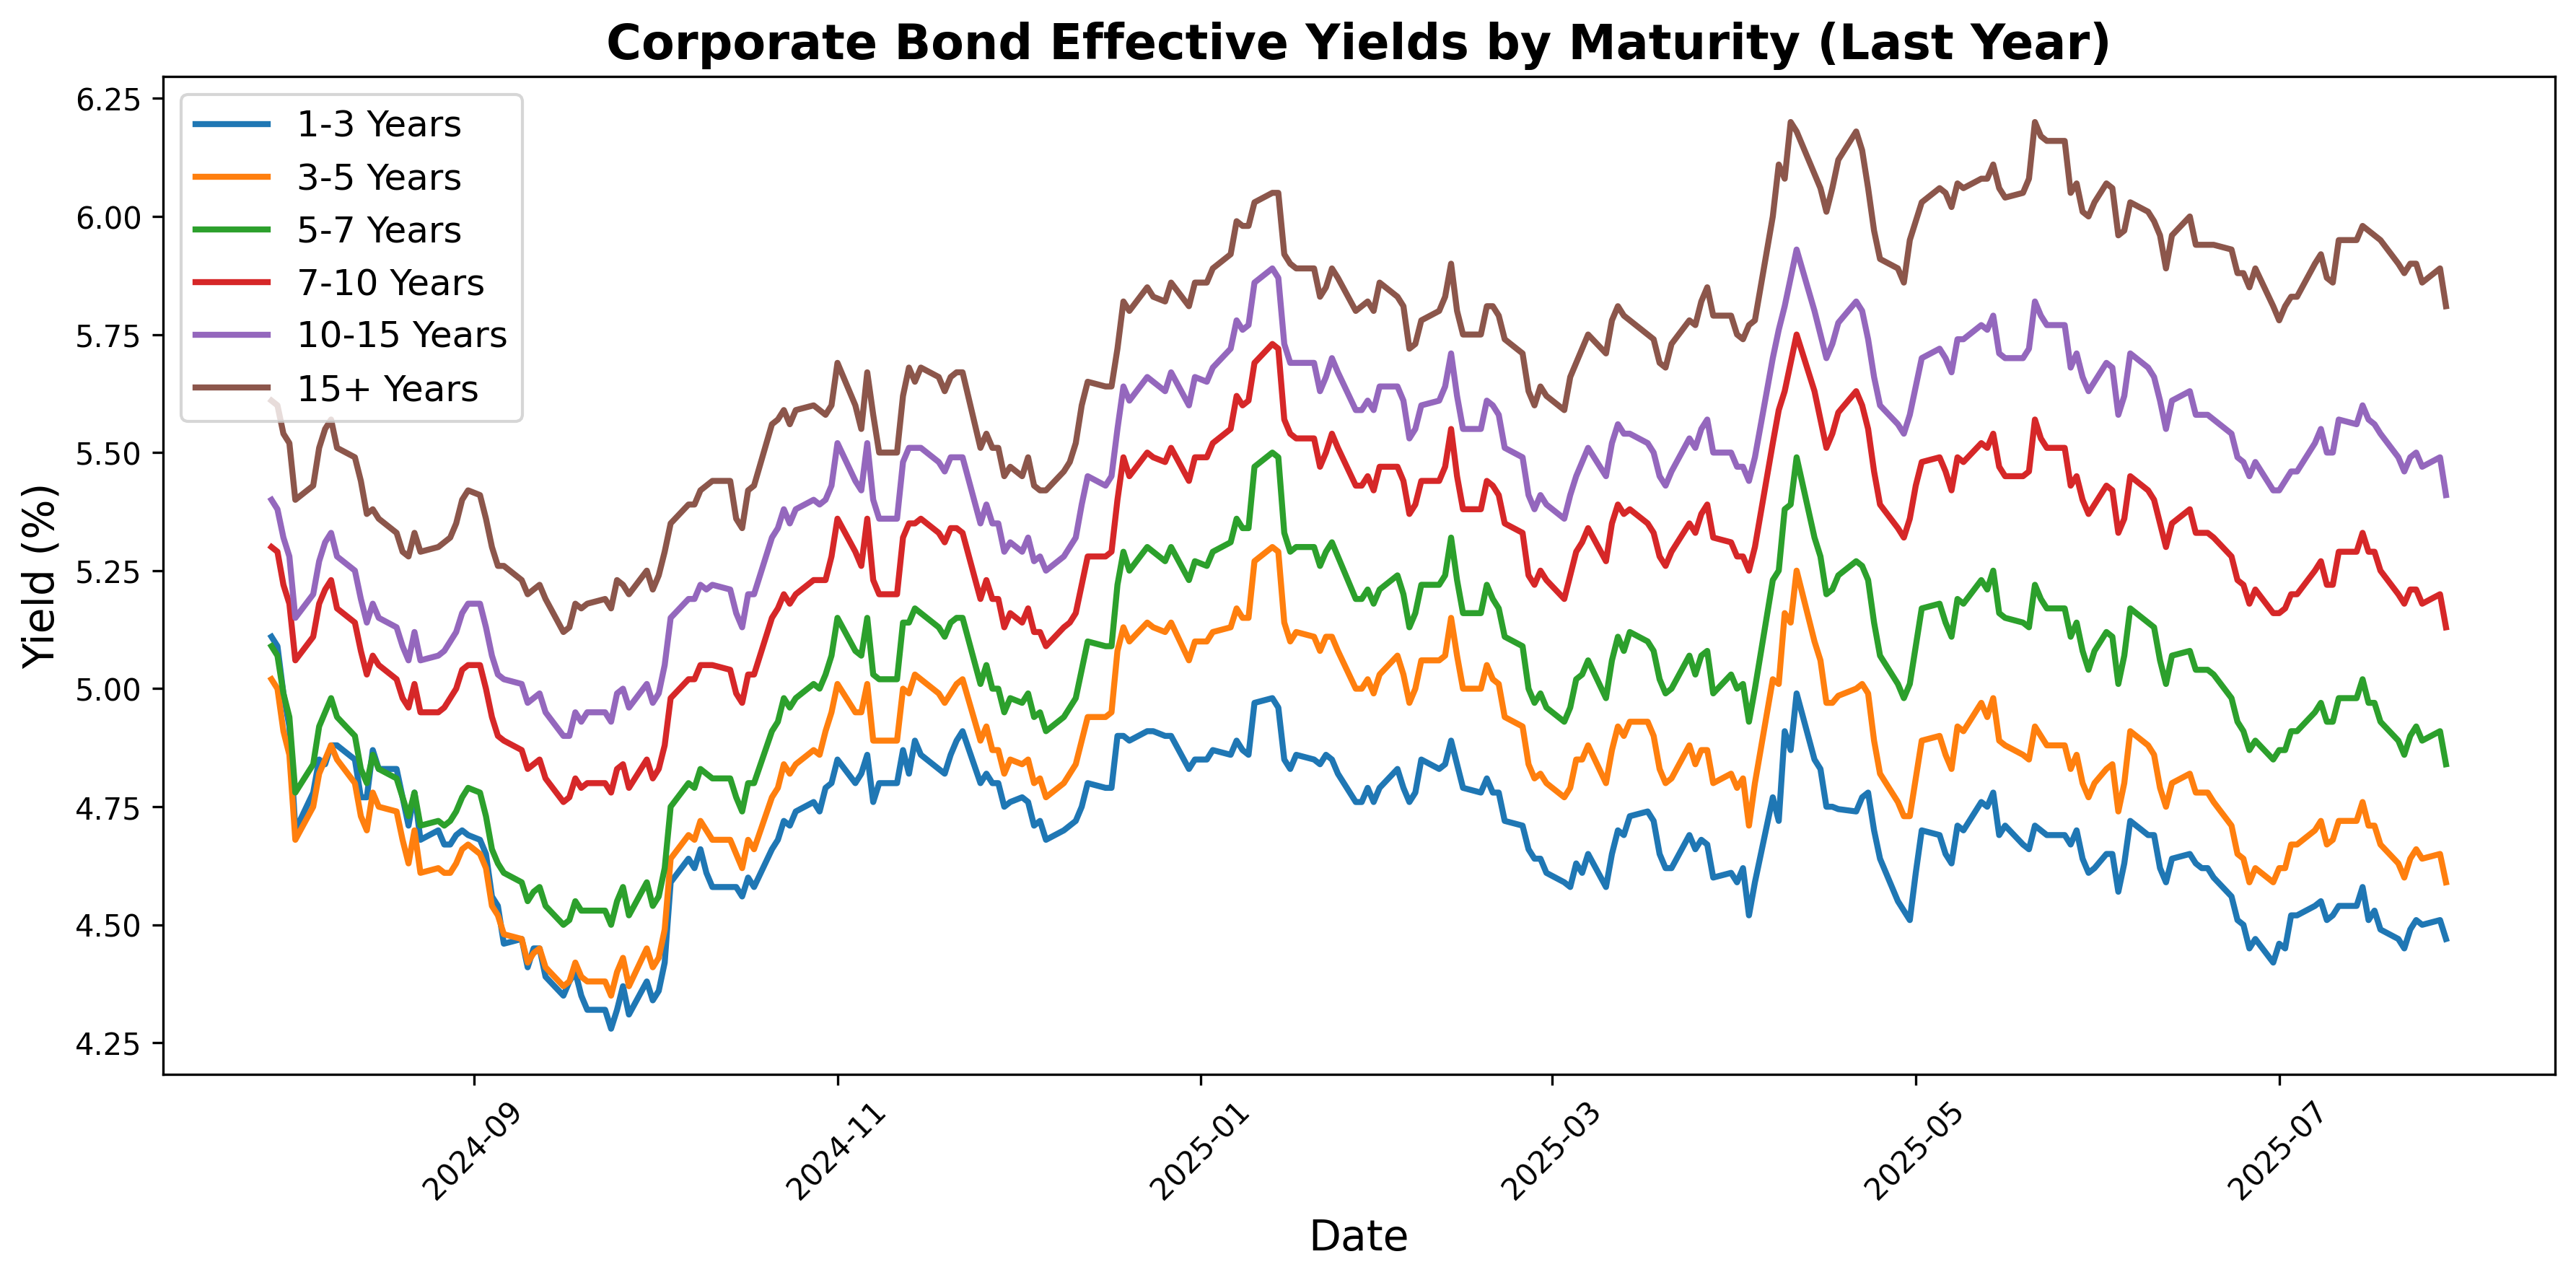 Corporate Bond Effective Yields by Maturity (Last Year)
6.25
6.00
5.75
5.50
5.25
5.00
4.75
4.50
4.25
Yield (%)
1-3 Years
3-5 Years
5-7 Years
7-10 Years
10-15 Years
15+ Years
2024-09
2024-11
2025-01
2025-03
2025-05
2025-07
Date